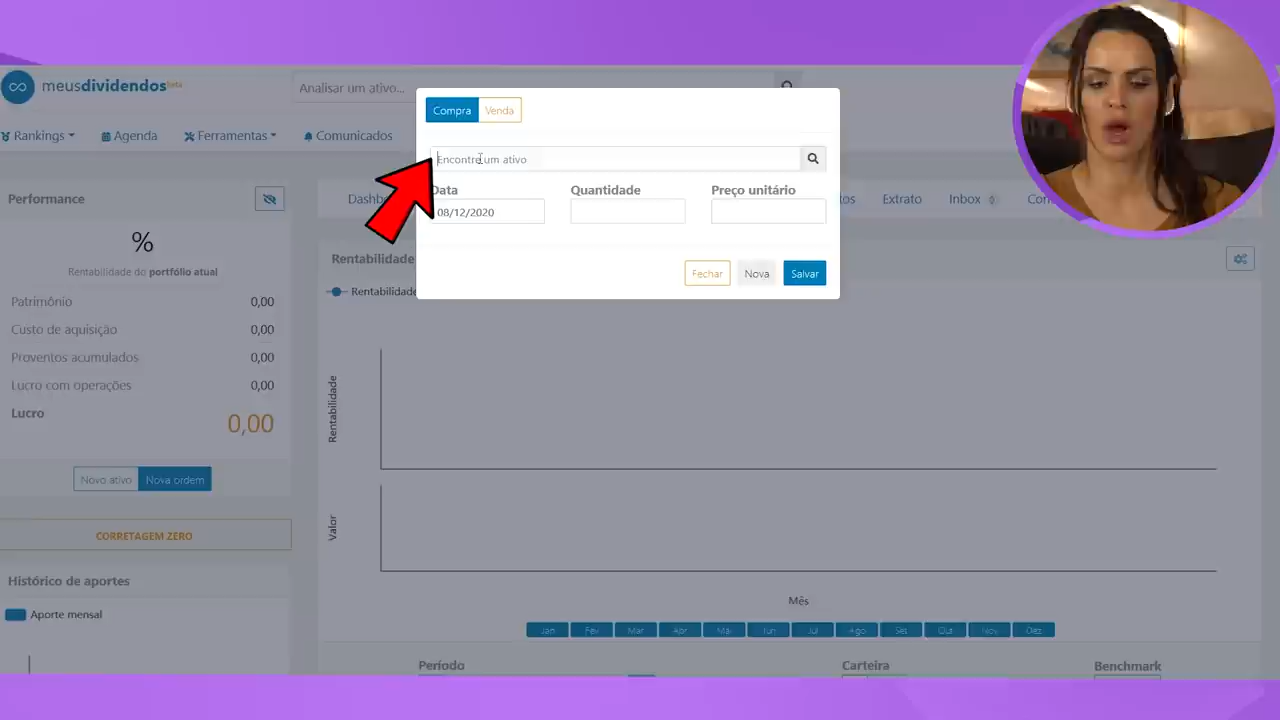 meusdividendos beta
Analisar um ativo...
Rankings
Agenda
Ferramentas
Comunicados
Compra
Venda
Encontre um ativo
Data
Quantidade
Preço unitário
08/12/2020
Fechar
Nova
Salvar
Performance
%
Rentabilidade do portfólio atual
Patrimônio 0,00
Custo de aquisição 0,00
Proventos acumulados 0,00
Lucro com operações 0,00
Lucro
0,00
Novo ativo
Nova ordem
CORRETAGEM ZERO
Histórico de aportes
Aporte mensal
Extrato
Inbox 0
Rentabilidade
Rentabilidade
Rentabilidade
Valor
Mês
Jan
Fev
Mar
Abr
Mai
Jun
Jul
Ago
Set
Out
Nov
Dez
Período
Carteira
Benchmark